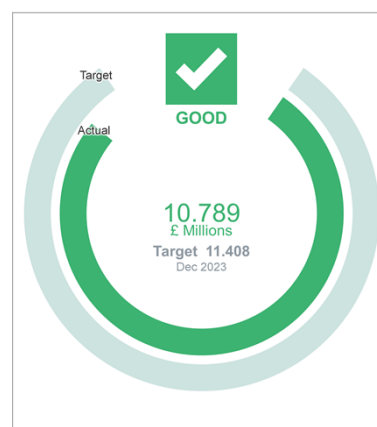 Target
GOOD
Actual
10.789
£ Millions
Target 11.408
Dec 2023